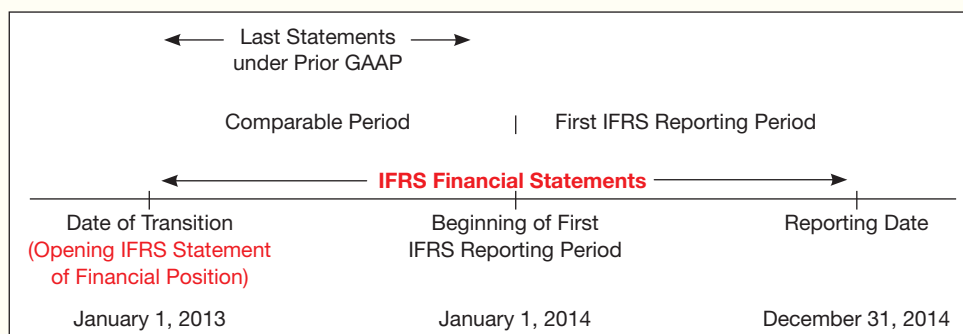 Last Statements
under Prior GAAP
Comparable Period | First IFRS Reporting Period
IFRS Financial Statements
Date of Transition
(Opening IFRS Statement
of Financial Position)
Beginning of First
IFRS Reporting Period
Reporting Date
January 1, 2013 January 1, 2014 December 31, 2014